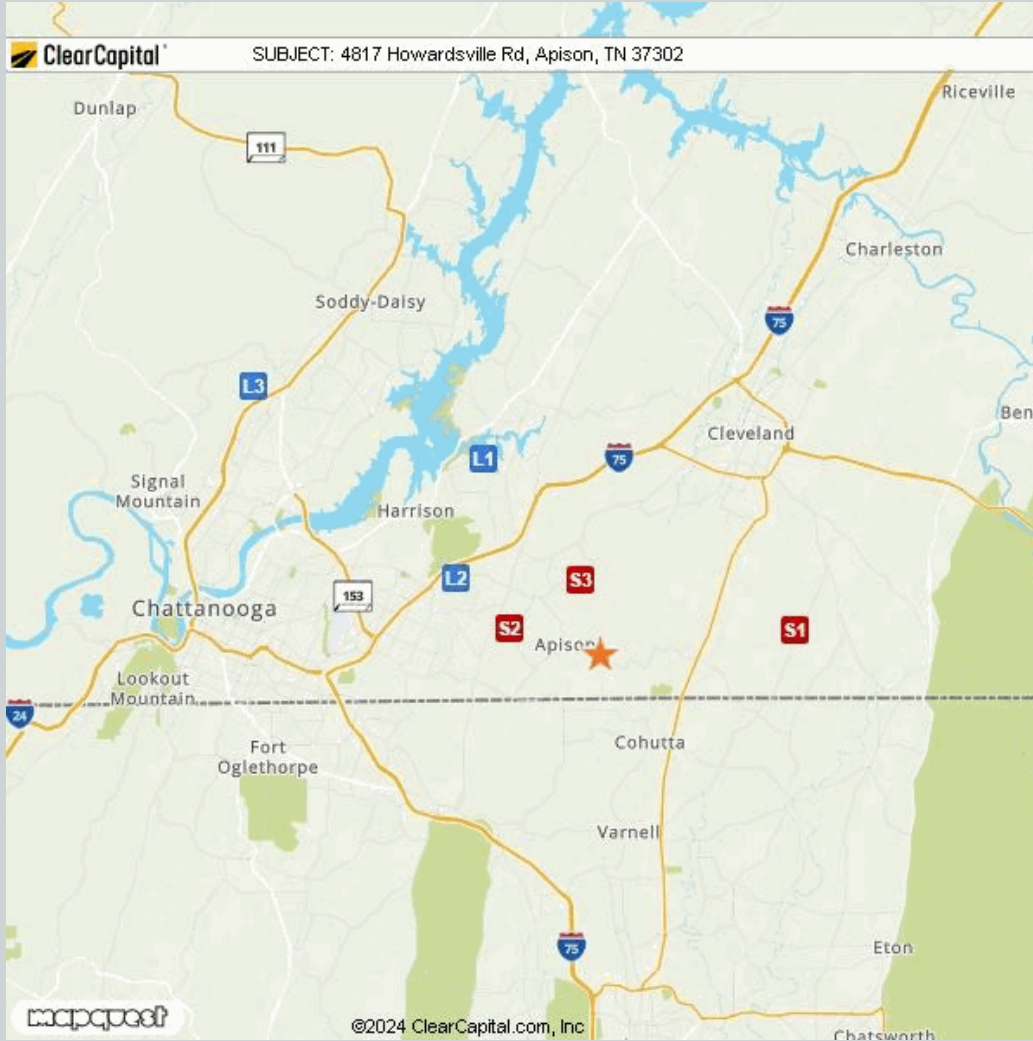 ClearCapital
SUBJECT: 4817 Howardsville Rd, Apison, TN 37302
Riceville
Dunlap
111
Charleston
Soddy-Daisy
75
L3
Ben
Cleveland
L1
75
Signal
Mountain
Harrison
L2
S3
153
Chattanooga
S2
S1
Apison
Lookout
Mountain
24
Cohutta
Fort
Oglethorpe
Varnell
75
Eton
mapquest
©2024 ClearCapital.com, Inc
Chatsworth